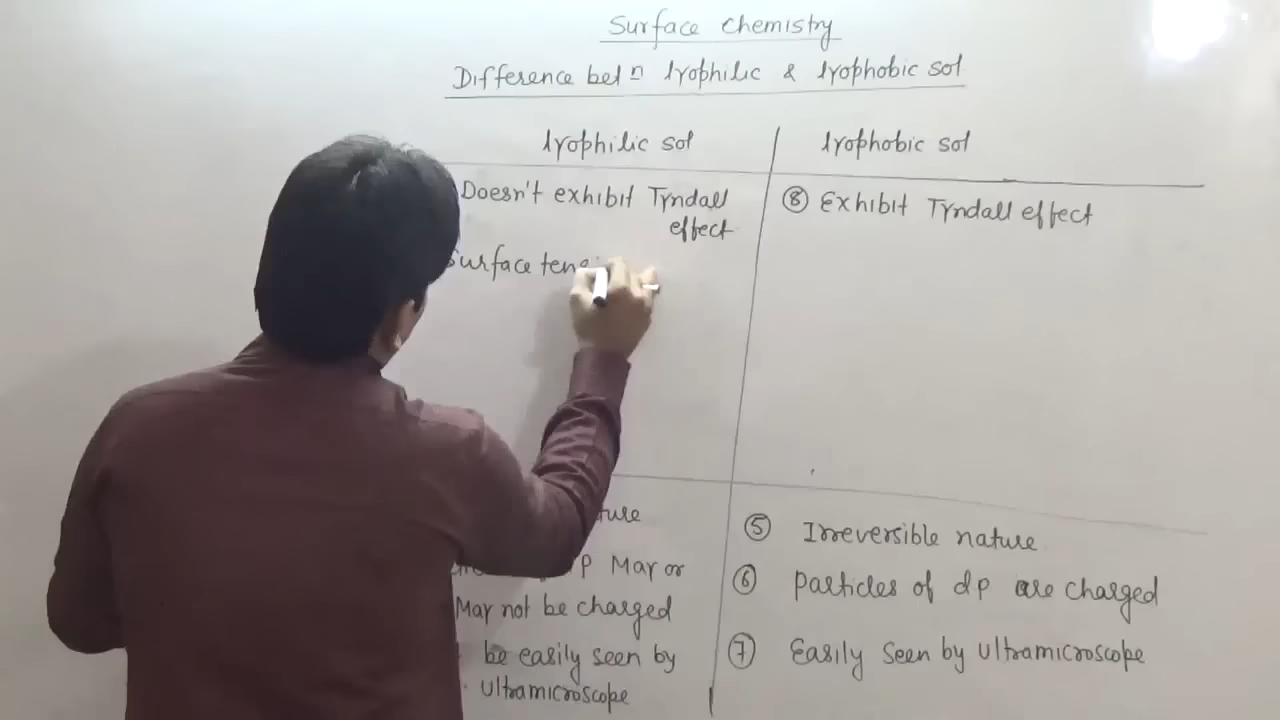 Surface chemistry
Difference betn lyophilic & lyophobic sol
lyophilic sol
lyophobic sol
Doesn't exhibit Tyndall
effect
Surface tens
⑧ Exhibit Tyndall effect
⑤ Irreversible nature
May or
May not be charged
⑥ particles of dp are charged
be easily seen by
ultramicroscope
⑦ Easily seen by ultramicroscope